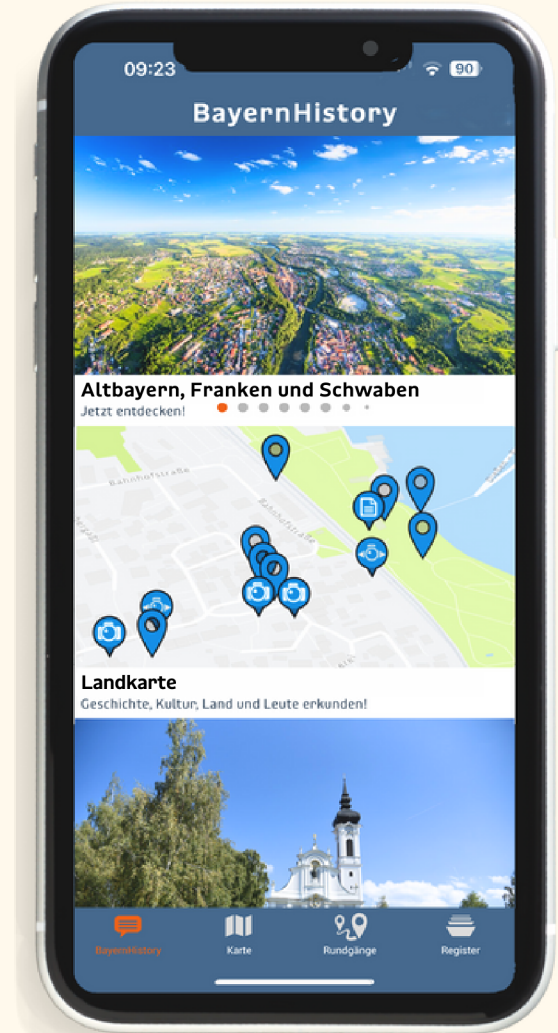 09:23
90
BayernHistory
Altbayern, Franken und Schwaben
Jetzt entdecken!
Bahnhofstraße
Bahnhofstraße
Landkarte
Geschichte, Kultur, Land und Leute erkunden!
BayernHistory
Karte
Rundgänge
Register